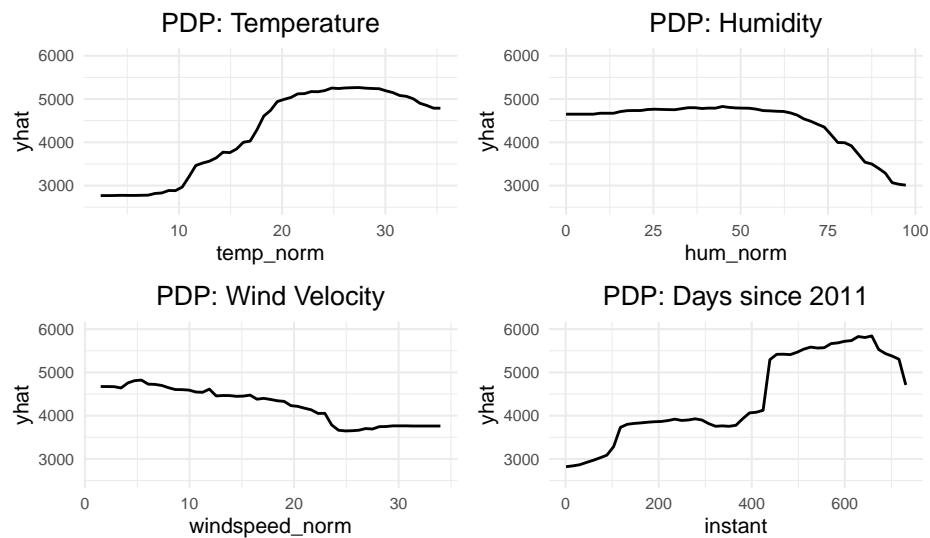 PDP: Temperature
yhat
6000
5000
4000
3000
10
20
30
temp_norm
PDP: Humidity
yhat
6000
5000
4000
3000
0
25
50
75
100
hum_norm
PDP: Wind Velocity
yhat
6000
5000
4000
3000
0
10
20
30
windspeed_norm
PDP: Days since 2011
yhat
6000
5000
4000
3000
0
200
400
600
instant